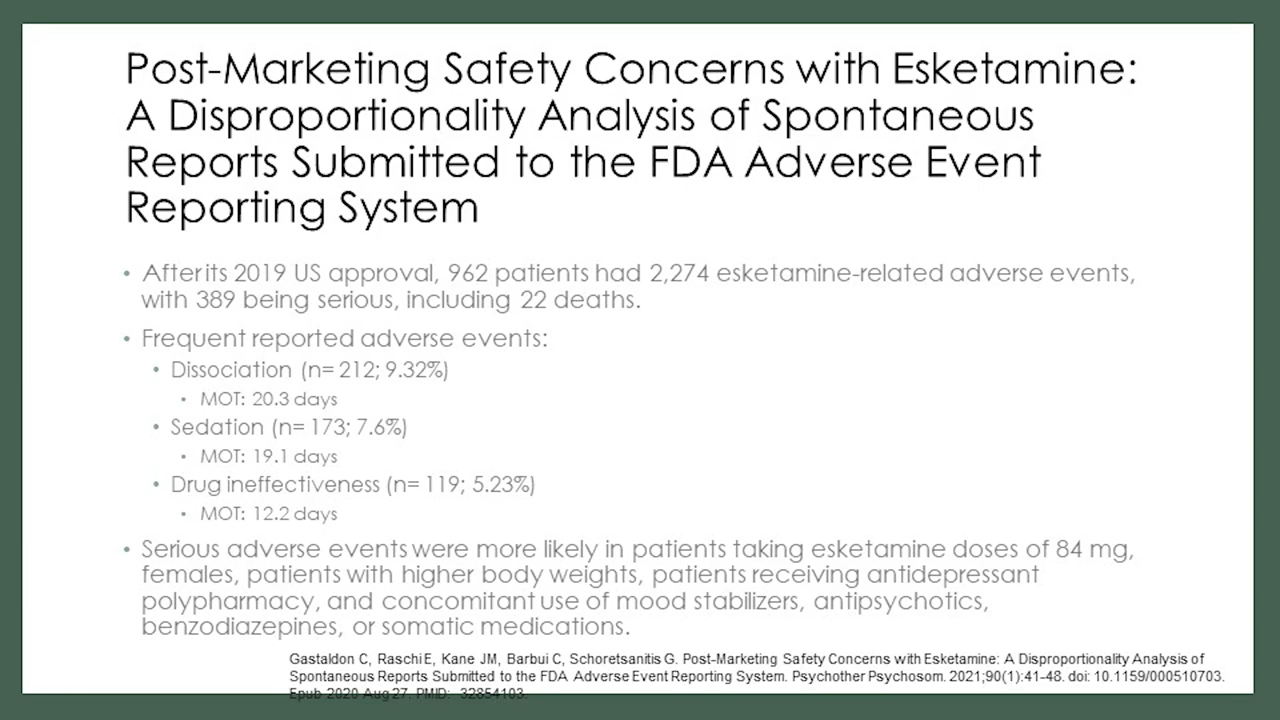 Post-Marketing Safety Concerns with Esketamine:
A Disproportionality Analysis of Spontaneous
Reports Submitted to the FDA Adverse Event
Reporting System
• After its 2019 US approval, 962 patients had 2,274 esketamine-related adverse events,
with 389 being serious, including 22 deaths.
• Frequent reported adverse events:
• Dissociation (n= 212; 9.32%)
• MOT: 20.3 days
• Sedation (n= 173; 7.6%)
• MOT: 19.1 days
• Drug ineffectiveness (n= 119; 5.23%)
• MOT: 12.2 days
• Serious adverse events were more likely in patients taking esketamine doses of 84 mg,
females, patients with higher body weights, patients receiving antidepressant
polypharmacy, and concomitant use of mood stabilizers, antipsychotics,
benzodiazepines, or somatic medications.
Gastaldon C, Raschi E, Kane JM, Barbui C, Schoretsanitis G. Post-Marketing Safety Concerns with Esketamine: A Disproportionality Analysis of
Spontaneous Reports Submitted to the FDA Adverse Event Reporting System. Psychother Psychosom. 2021;90(1):41-48. doi: 10.1159/000510703.
Epub 2020 Aug 27. PMID: 32854103.